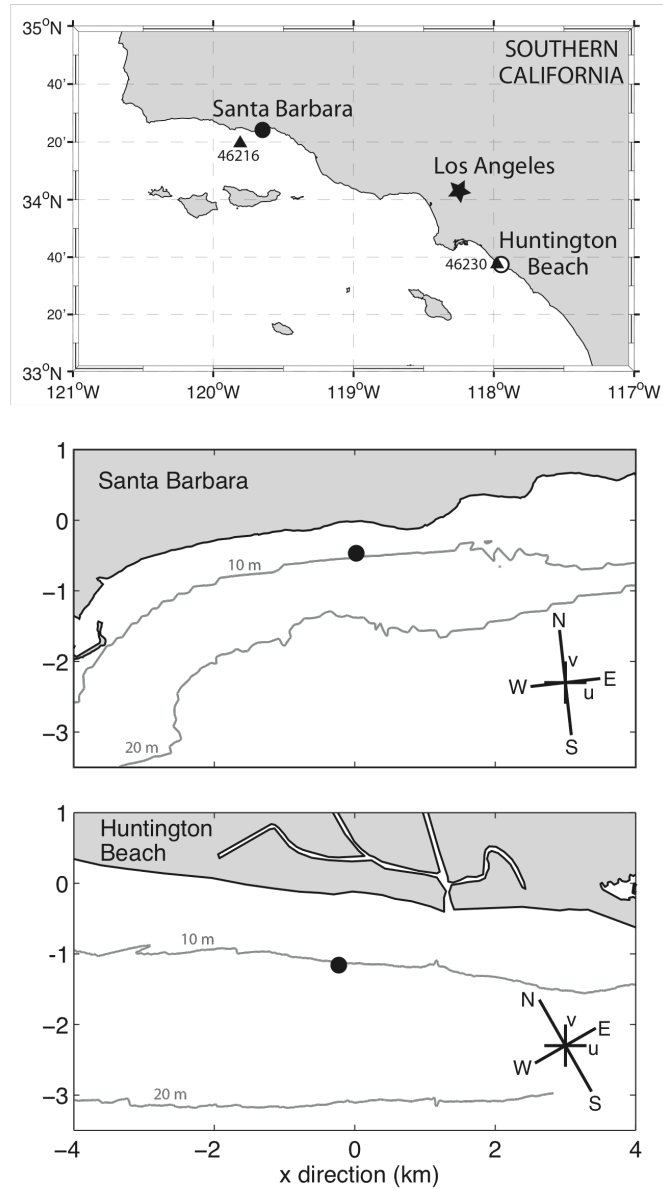 35°N
SOUTHERN
CALIFORNIA
40'
Santa Barbara
20'
46216
Los Angeles
34°N
Huntington
Beach
40'
46230
20'
33°N
121°W
120°W
119°W
118°W
117°W
1
Santa Barbara
0
10 m
−1
N
v
−2
W
E
u
−3
S
20 m
1
Huntington
Beach
0
10 m
-1
N
v
E
−2
u
W
S
20 m
−3
−4
−2
0
2
4
x direction (km)